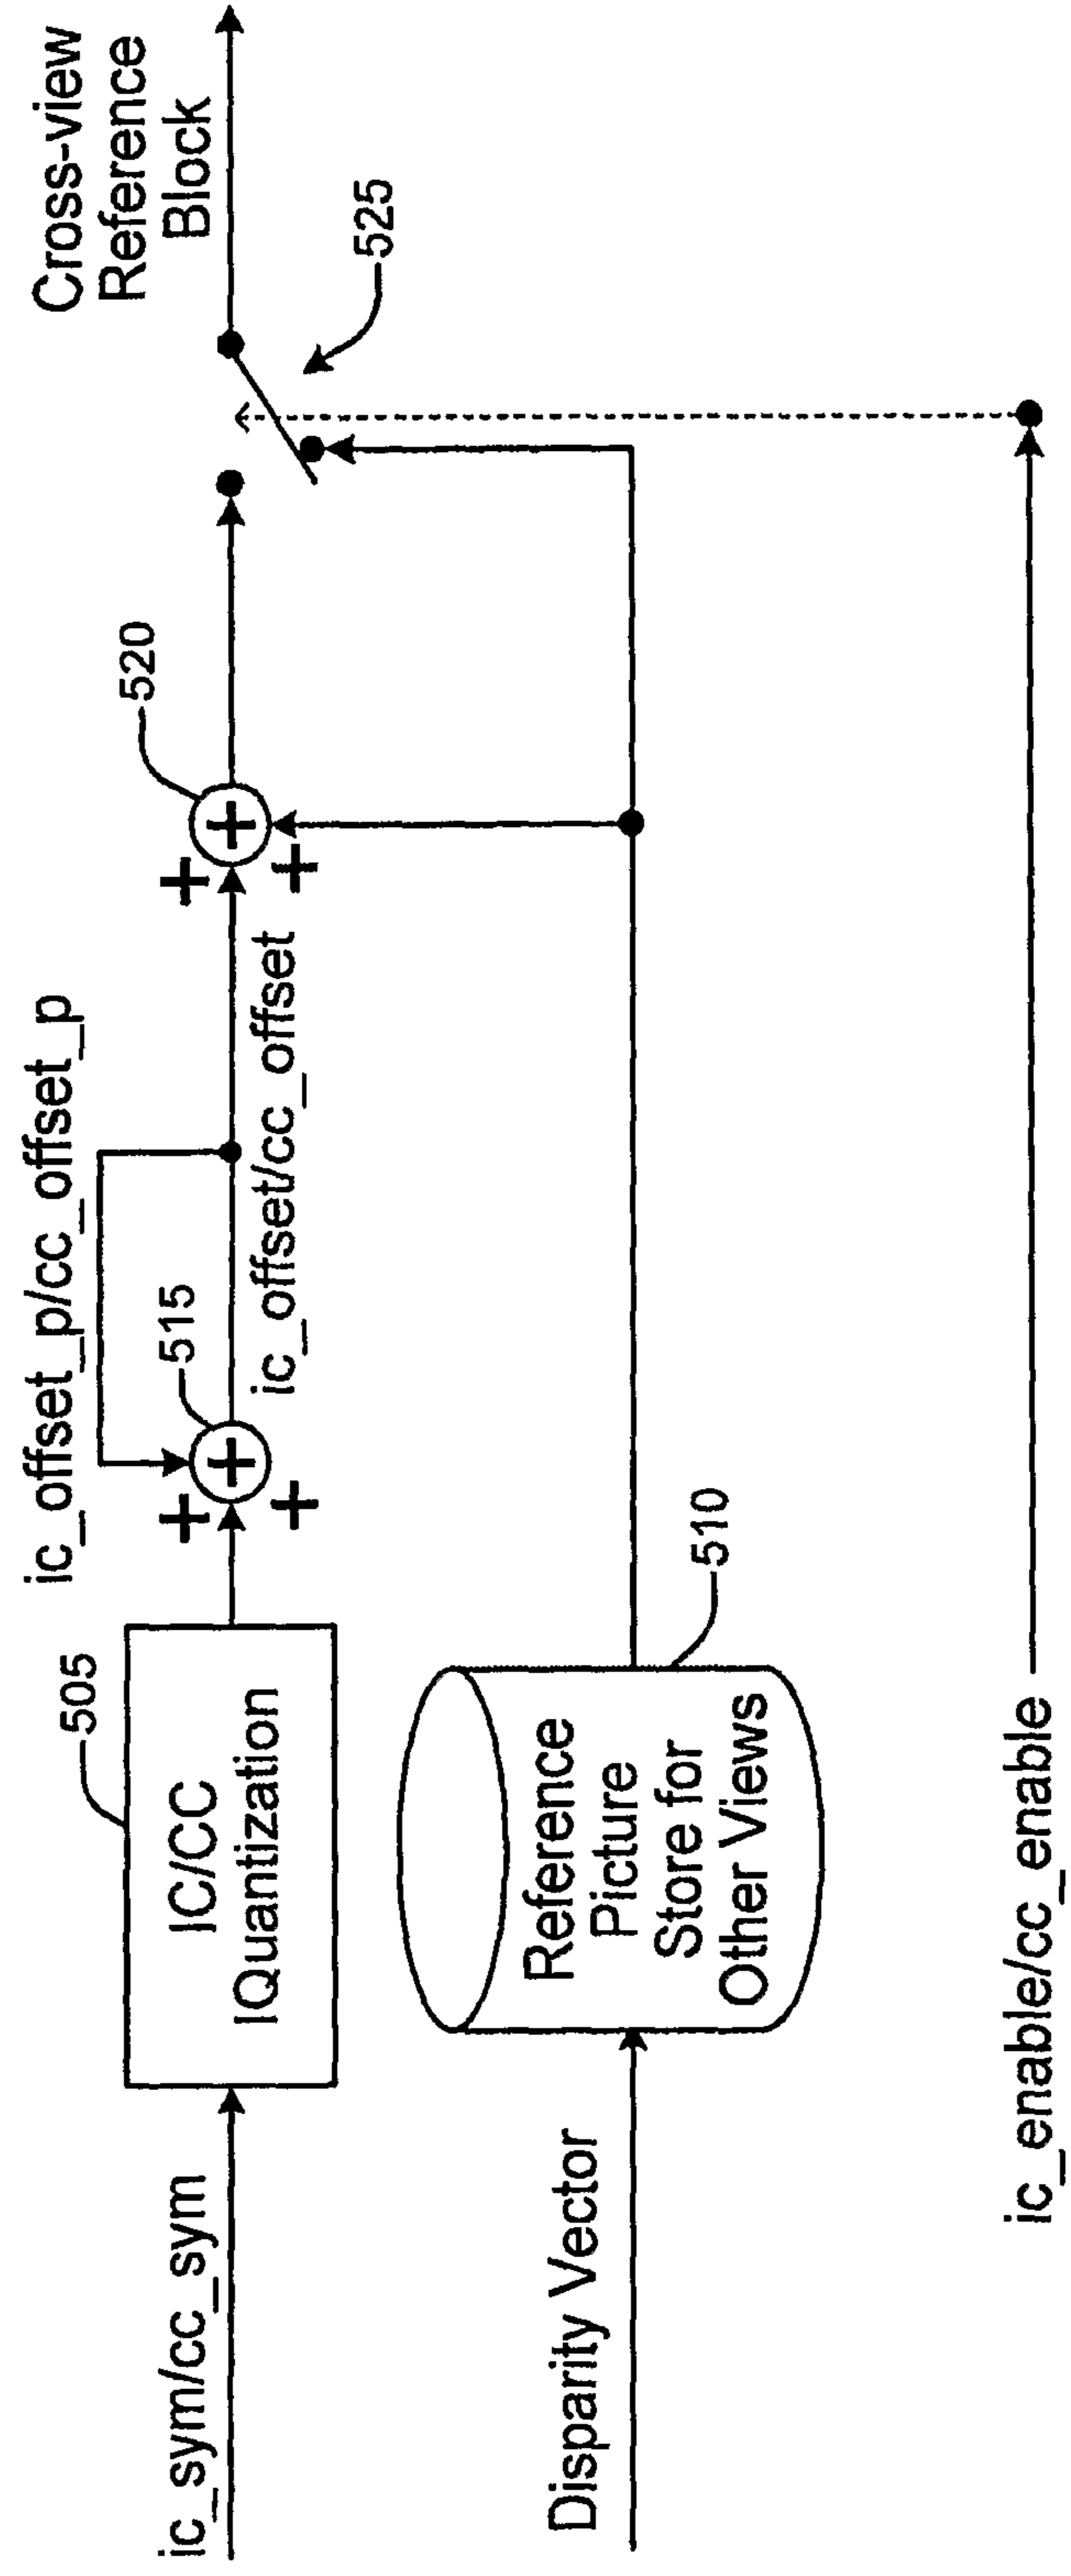 ic_sym/cc_sym
505
IC/CC
IQuantization
ic_offset_p/cc_offset_p
+
+
+
515
ic_offset/cc_offset
+
+
+
520
Cross-view
Reference
Block
525
Disparity Vector
Reference
Picture
Store for
Other Views
510
ic_enable/cc_enable